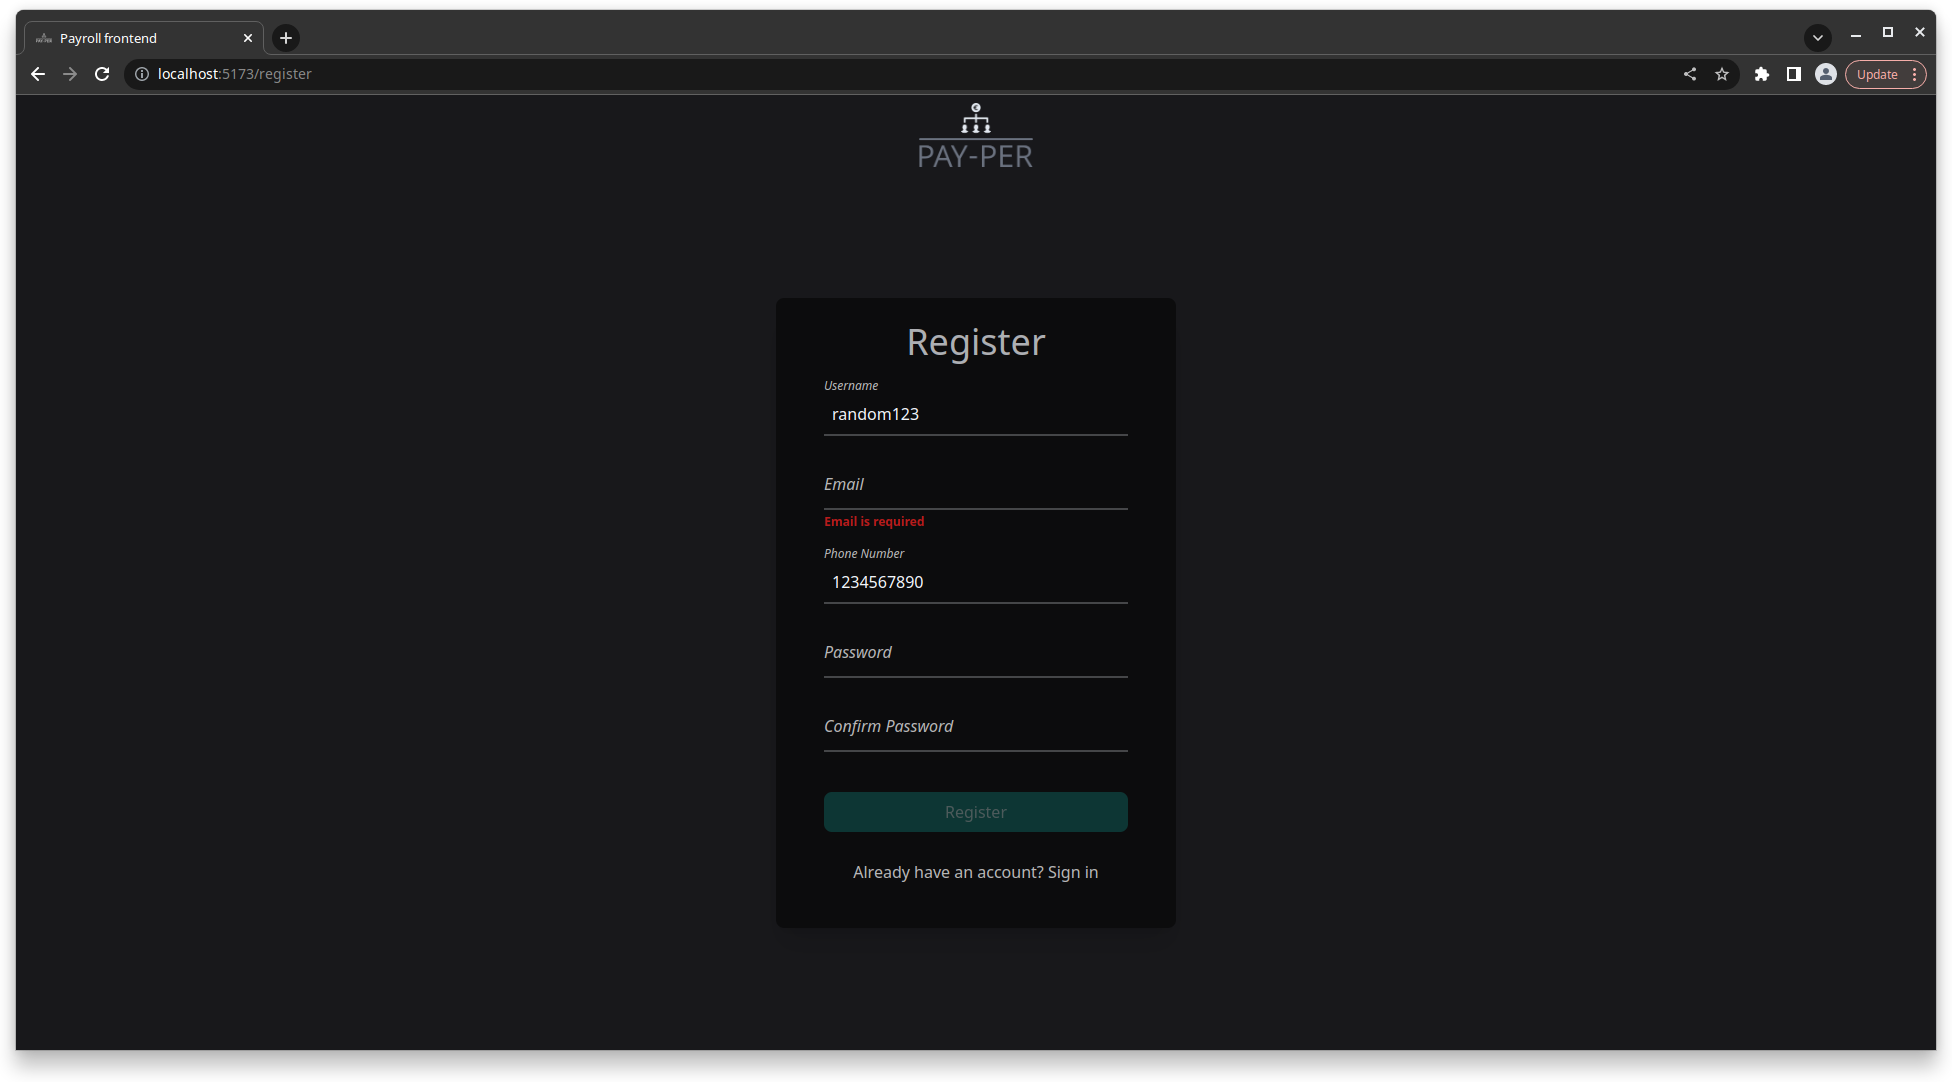 Payroll frontend
localhost:5173/register
Update
PAY-PER
Register
Username
random123
Email
Email is required
Phone Number
1234567890
Password
Confirm Password
Register
Already have an account? Sign in